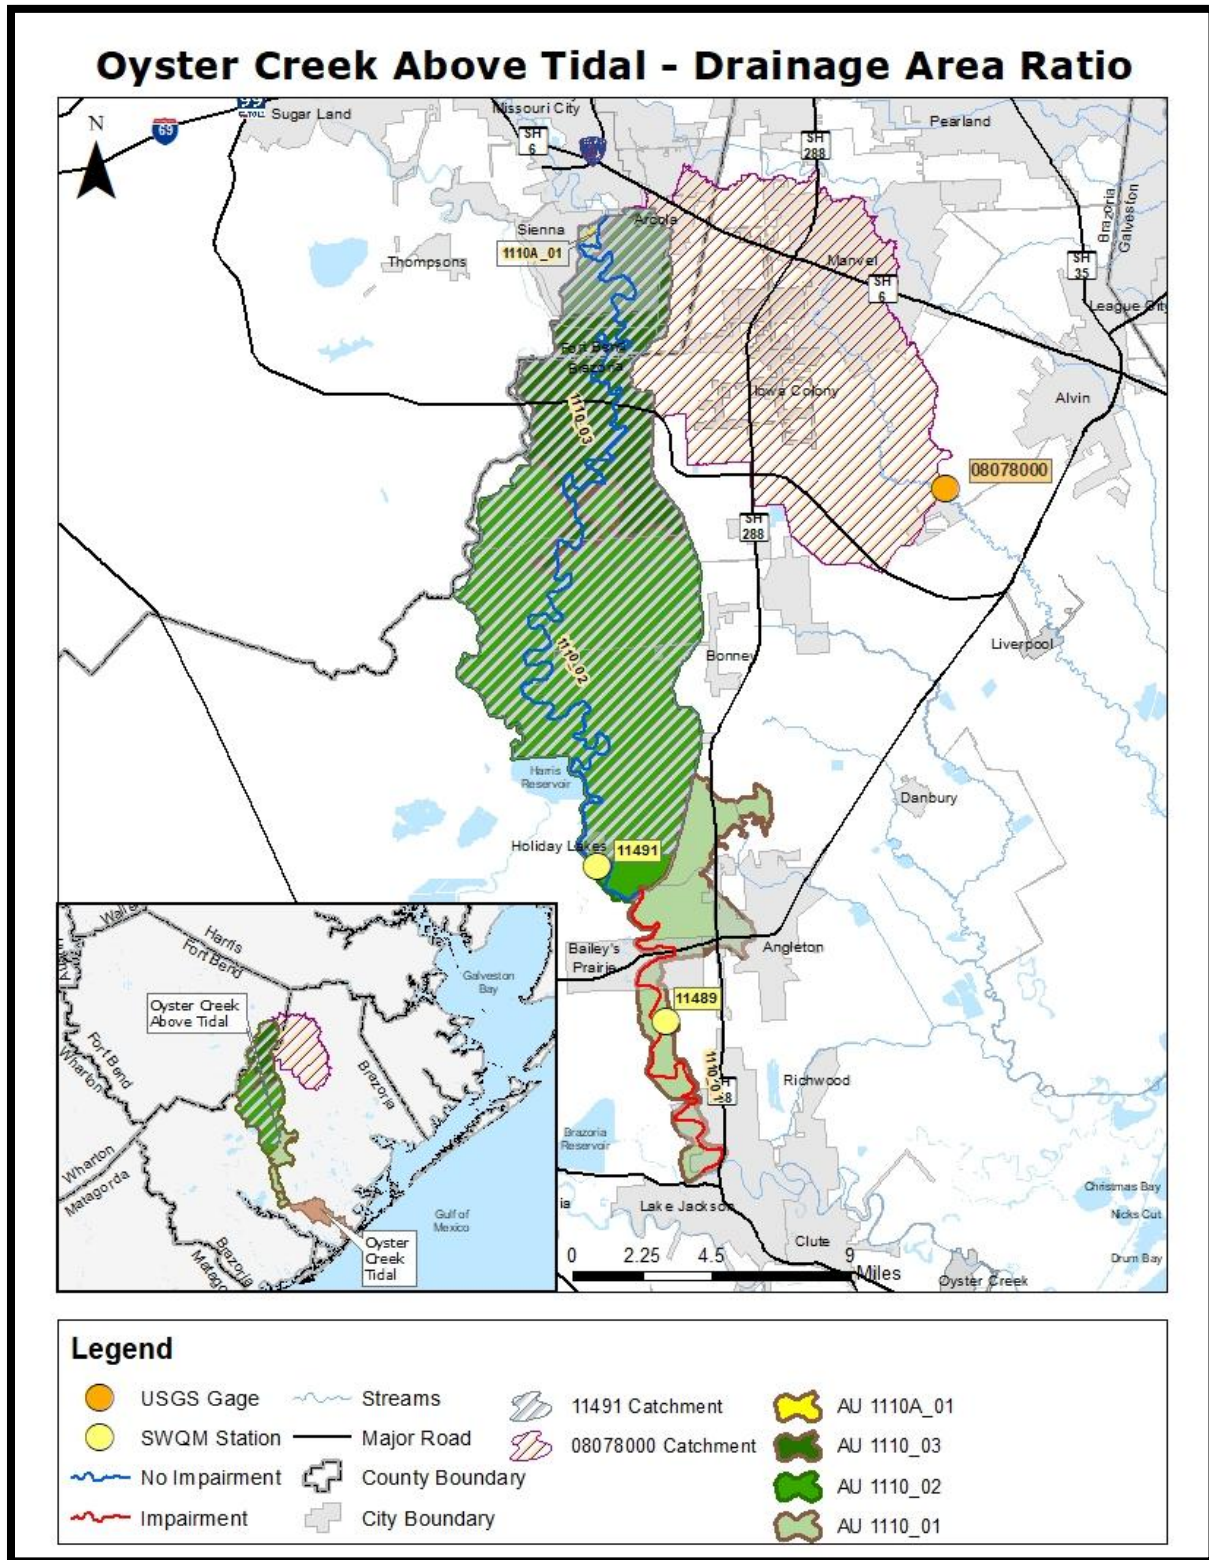 Oyster Creek Above Tidal - Drainage Area Ratio
N
69
99
Sugar Land
Missouri City
SH
6
SH
288
Pearland
Brazoria
Galveston
Sienna
Arcola
1110A_01
Thompsons
Manvel
SH
6
SH
35
League City
Fort Bend
Brazoria
Iowa Colony
Alvin
1110_03
08078000
SH
288
1110_02
Bonney
Liverpool
Harris
Reservoir
Danbury
Holiday Lakes
11491
Bailey's
Prairie
Angleton
11489
1110_01
Richwood
Brazoria
Reservoir
Lake Jackson
Clute
Oyster Creek
Christmas Bay
Nicks Cut
Drum Bay
0 2.25 4.5 9
Miles
Harris
Fort Bend
Galveston
Bay
Oyster Creek
Above Tidal
Fort Bend
Wharton
Brazoria
Wharton
Matagorda
Gulf of
Mexico
Brazoria
Oyster
Creek
Tidal
Legend
USGS Gage
SWQM Station
No Impairment
Impairment
Streams
Major Road
County Boundary
City Boundary
11491 Catchment
08078000 Catchment
AU 1110A_01
AU 1110_03
AU 1110_02
AU 1110_01